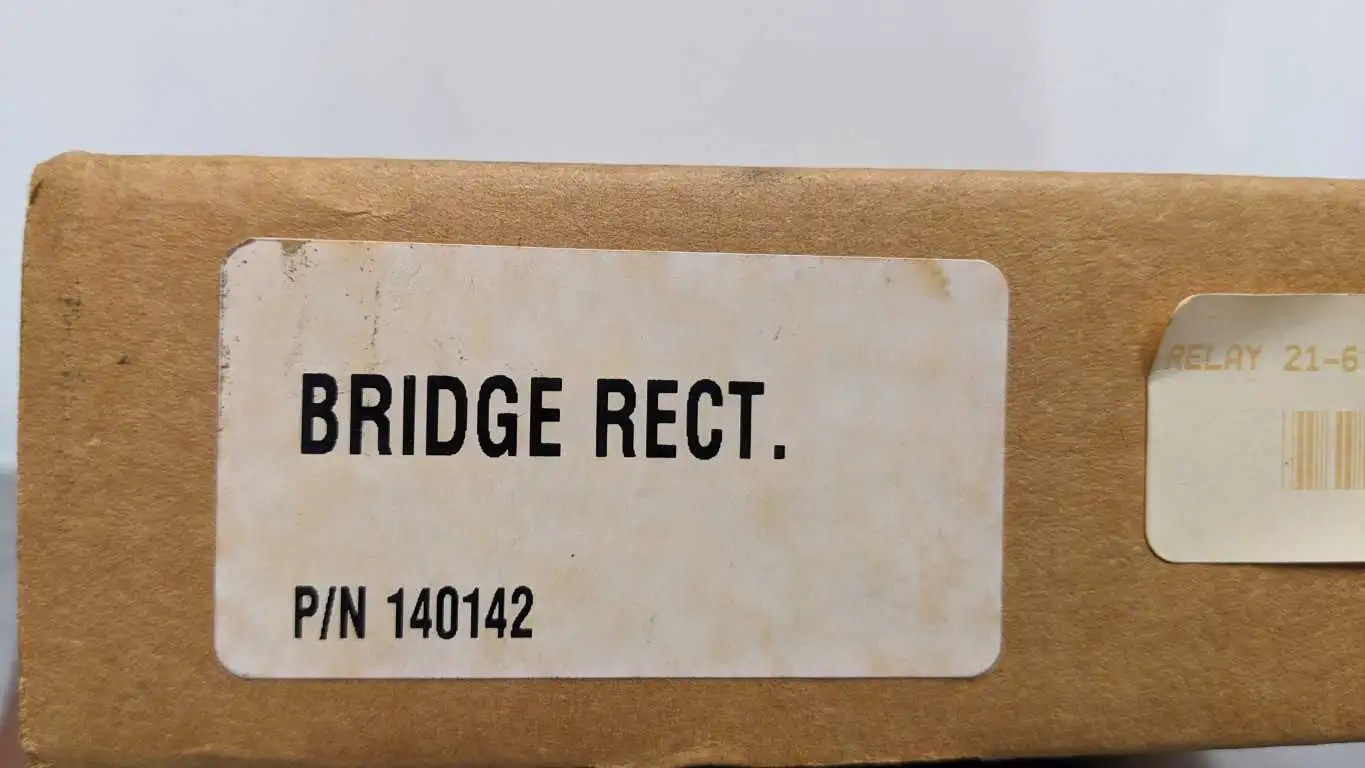 BRIDGE RECT.
P/N 140142
RELAY 21-6